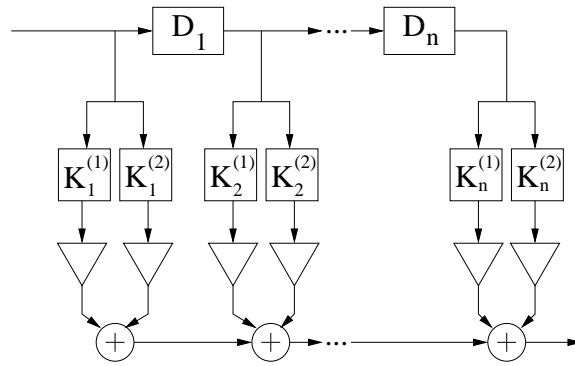 D₁ ... Dₙ
K₁⁽¹⁾ K₁⁽²⁾ K₂⁽¹⁾ K₂⁽²⁾ Kₙ⁽¹⁾ Kₙ⁽²⁾
+ + ... +